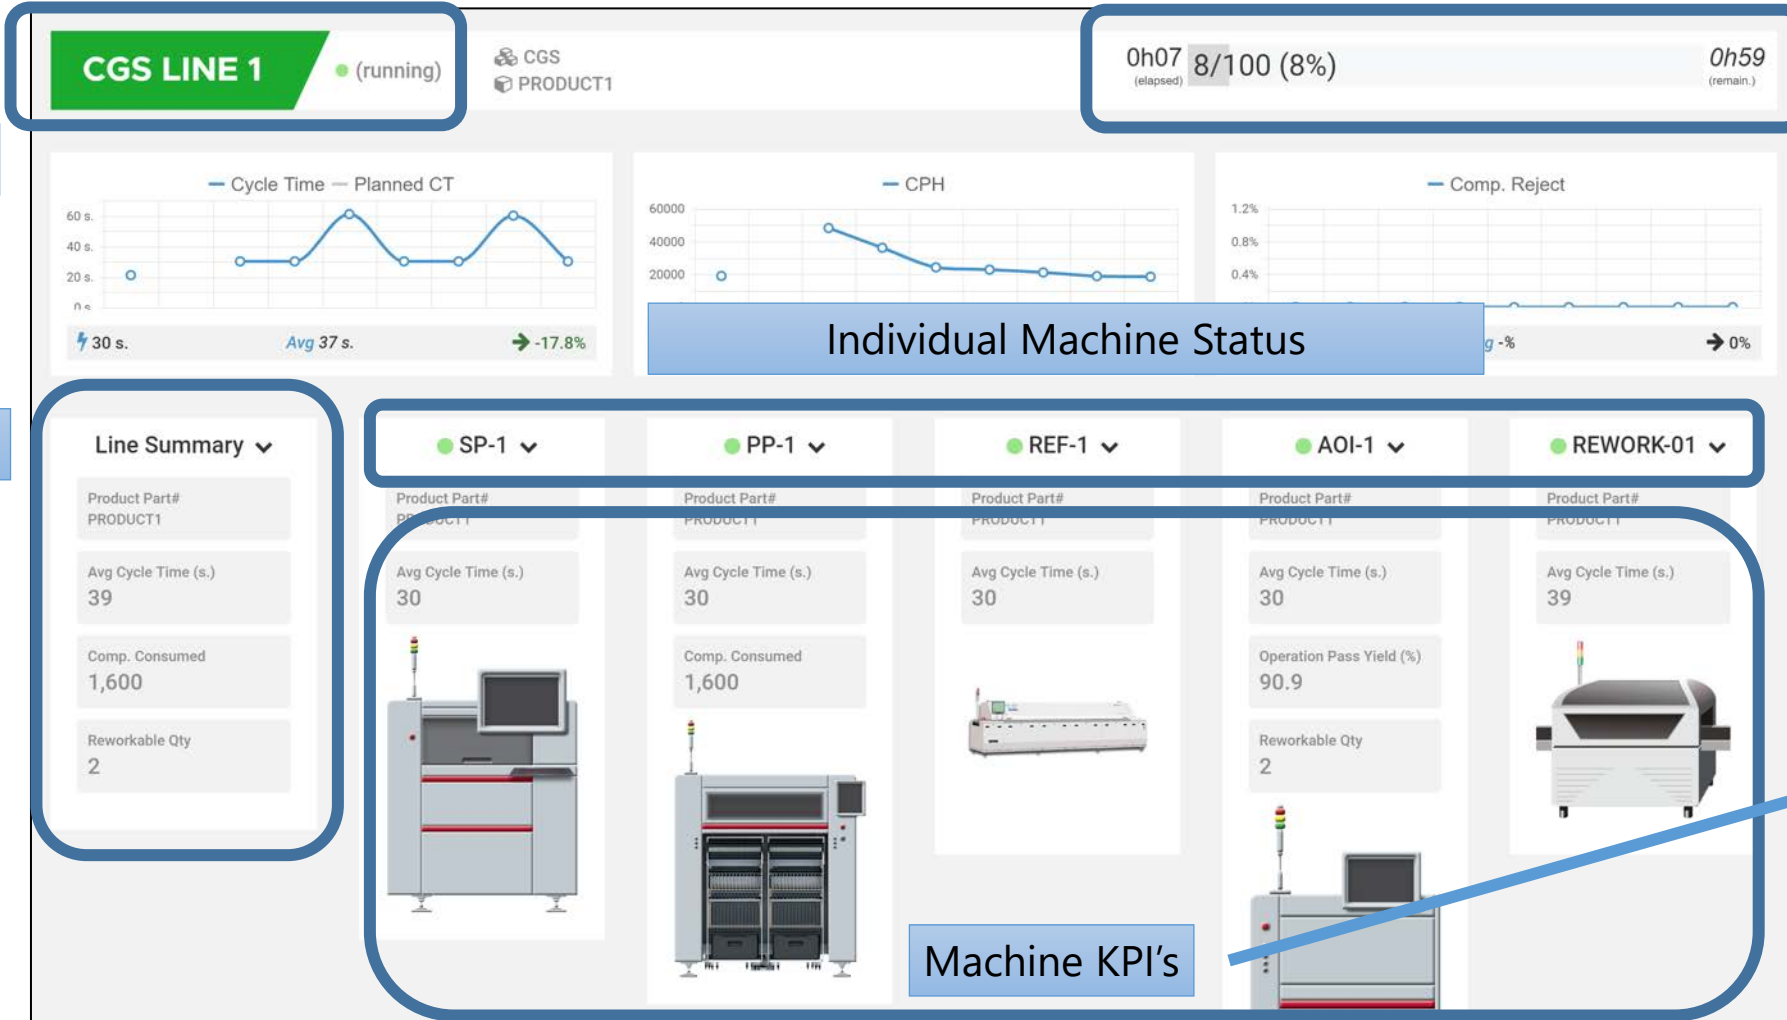 CGS LINE 1
(running)
CGS
PRODUCT1
0h07
(elapsed)
8/100 (8%)
0h59
(remain.)
Cycle Time Planned CT
60 s.
40 s.
20 s.
30 s. Avg 37 s. -17.8%
CPH
60000
40000
20000
Comp. Reject
1.2%
0.8%
0.4%
-% 0%
Individual Machine Status
Line Summary
Product Part#
PRODUCT1
Avg Cycle Time (s.)
39
Comp. Consumed
1,600
Reworkable Qty
2
SP-1
Product Part#
PRODUCT1
Avg Cycle Time (s.)
30
PP-1
Product Part#
PRODUCT1
Avg Cycle Time (s.)
30
Comp. Consumed
1,600
REF-1
Product Part#
PRODUCT1
Avg Cycle Time (s.)
30
AOI-1
Product Part#
PRODUCT1
Avg Cycle Time (s.)
30
Operation Pass Yield (%)
90.9
Reworkable Qty
2
REWORK-01
Product Part#
PRODUCT1
Avg Cycle Time (s.)
39
Machine KPI's